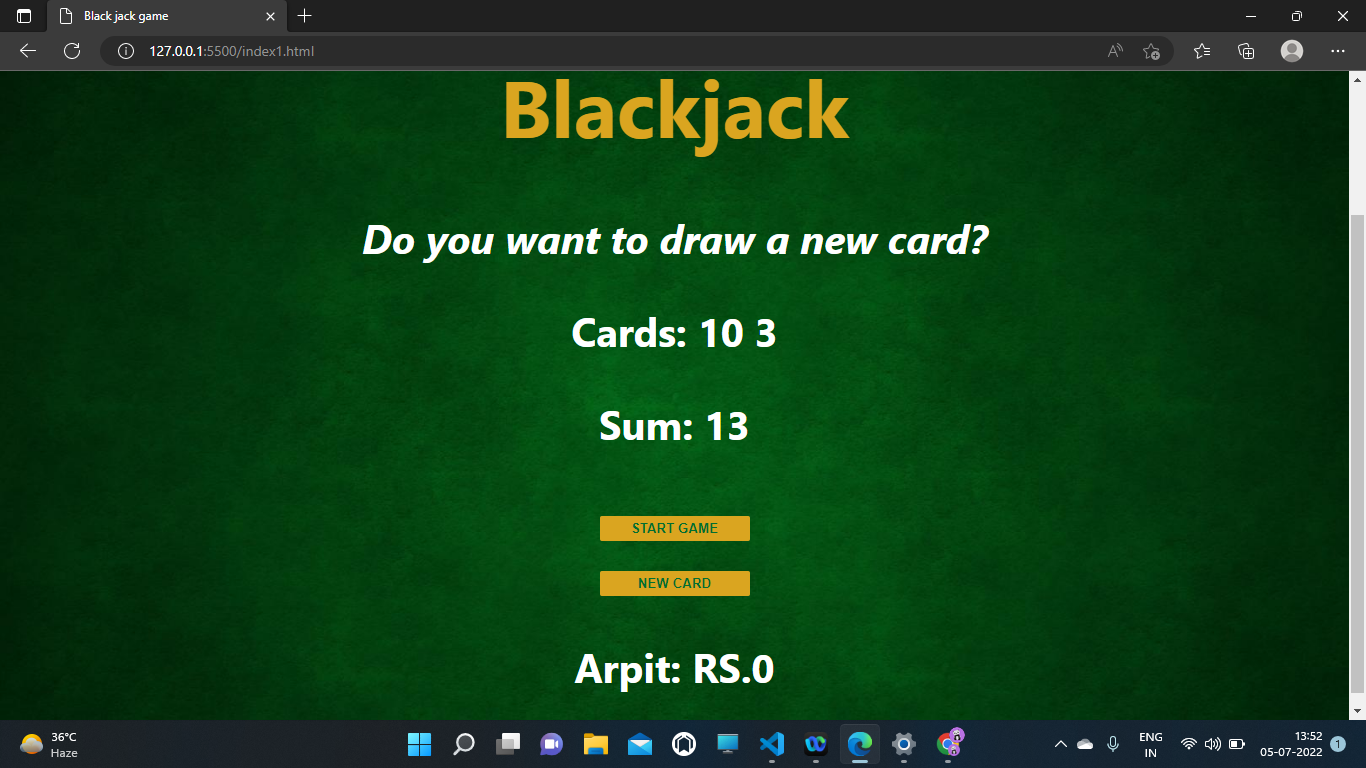 Black jack game
127.0.0.1:5500/index1.html
Blackjack
Do you want to draw a new card?
Cards: 10 3
Sum: 13
START GAME
NEW CARD
Arpit: RS.0
36°C
Haze
ENG
IN
13:52
05-07-2022
1